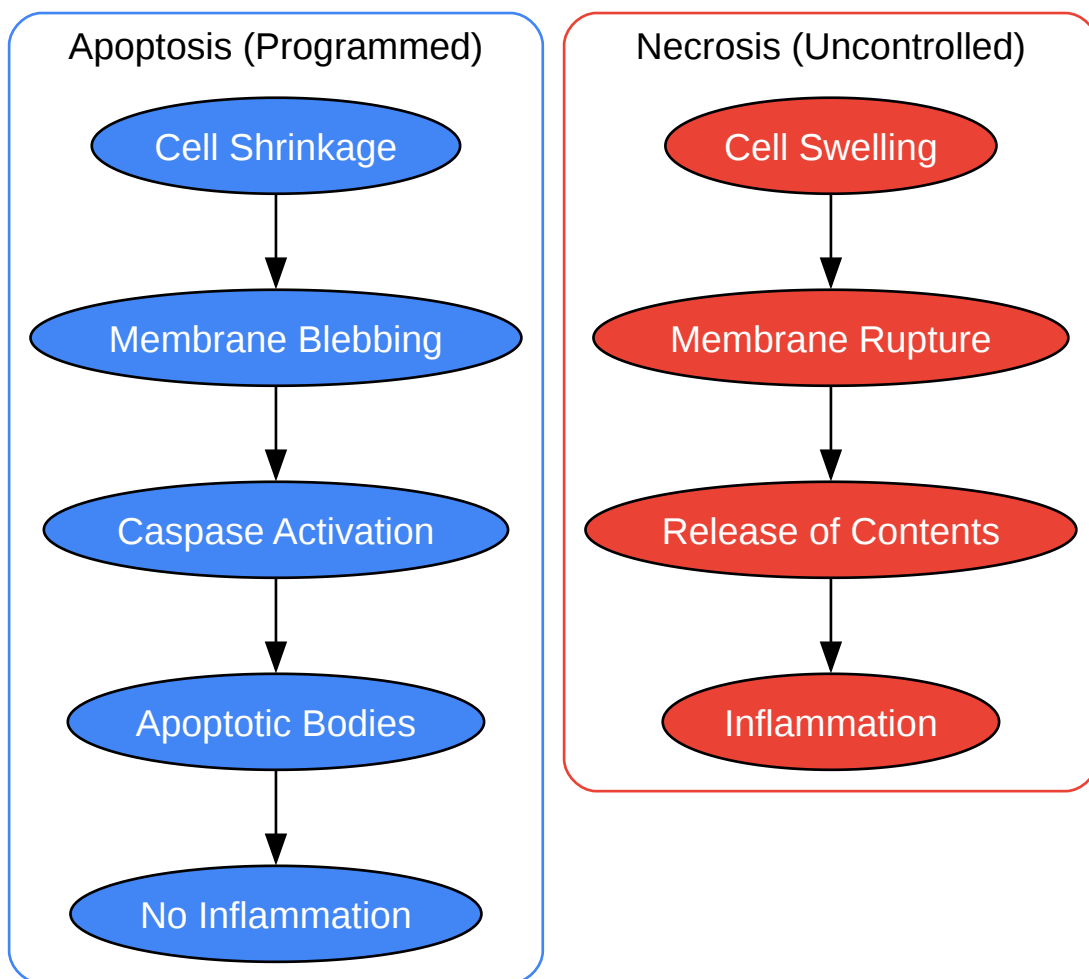 Apoptosis (Programmed)
Cell Shrinkage
Membrane Blebbing
Caspase Activation
Apoptotic Bodies
No Inflammation
Necrosis (Uncontrolled)
Cell Swelling
Membrane Rupture
Release of Contents
Inflammation